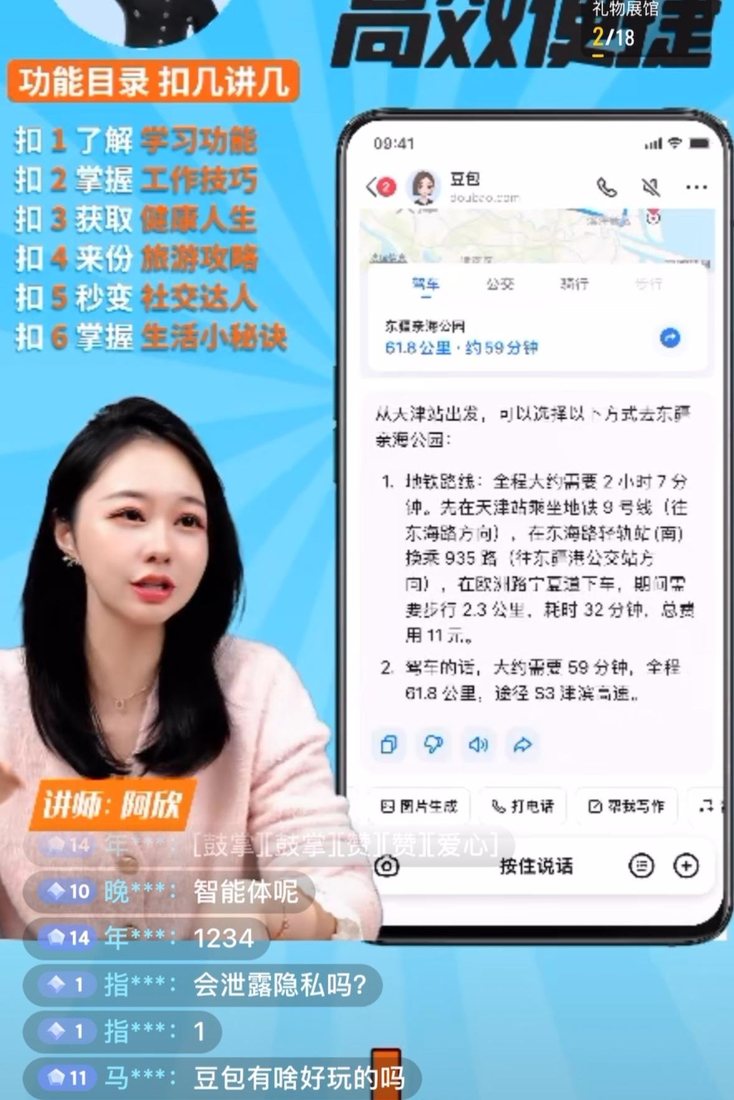 礼物展馆
高效便捷
2/18
功能目录 扣几讲几
扣 1 了解 学习功能
扣 2 掌握 工作技巧
扣 3 获取 健康人生
扣 4 来份 旅游攻略
扣 5 秒变 社交达人
扣 6 掌握 生活小秘诀
09:41
2
豆包
doubao.com
驾车 公交 骑行 步行
东疆亲海公园
61.8公里·约59分钟
从天津站出发，可以选择以下方式去东疆
亲海公园：
1. 地铁路线：全程大约需要 2 小时 7 分
钟。先在天津站乘坐地铁 9 号线（往
东海路方向），在东海路轻轨站(南)
换乘 935 路（往东疆港公交站方
向），在欧洲路宁夏道下车，期间需
要步行 2.3 公里，耗时 32 分钟，总费
用 11 元。
2. 驾车的话，大约需要 59 分钟，全程
61.8 公里，途径 S3 津滨高速。
图片生成 打电话 帮我写作
按住说话
讲师：阿欣
14 年***：[鼓掌][鼓掌][赞][赞][爱心]
10 晚***：智能体呢
14 年***：1234
1 指***：会泄露隐私吗？
1 指***：1
11 马***：豆包有啥好玩的吗